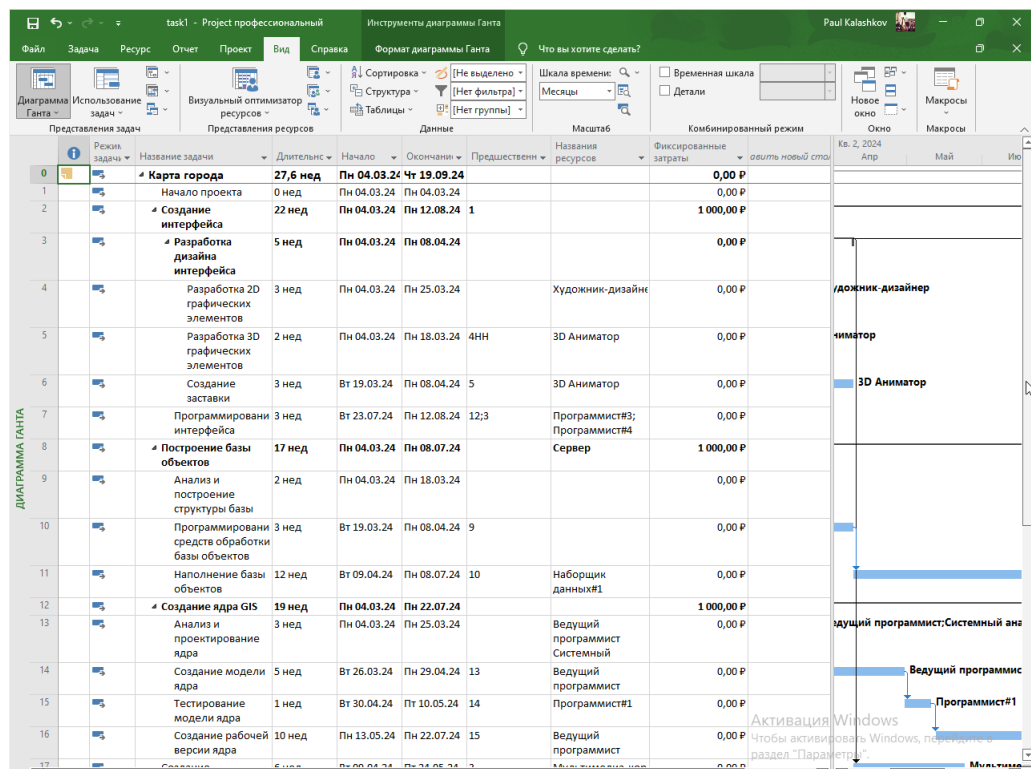 task1 - Project профессиональный
Инструменты диаграммы Ганта
Paul Kalashkov
Файл Задача Ресурс Отчет Проект Вид Справка Формат диаграммы Ганта Что вы хотите сделать?
Диаграмма Ганта
Использование задач
Визуальный оптимизатор ресурсов
Сортировка
Структура
Таблицы
[Не выделено
[Нет фильтра]
[Нет группы]
Шкала времени:
Месяцы
Временная шкала
Детали
Новое окно
Макросы
Представления задач Представления ресурсов Данные Масштаб Комбинированный режим Окно Макросы
ДИАГРАММА ГАНТА
Режим задачи Название задачи Начало Названия ресурсов Фиксированные затраты
Кв. 2, 2024
Апр Май Ию
0 Карта города 27,6 нед Пн 04.03.24 Чт 19.09.24 0,00 ₽
1 Начало проекта 0 нед Пн 04.03.24 Пн 04.03.24 0,00 ₽
2 Создание интерфейса 22 нед Пн 04.03.24 Пн 12.08.24 1 1 000,00 ₽
3 Разработка дизайна интерфейса 5 нед Пн 04.03.24 Пн 08.04.24 0,00 ₽
4 Разработка 2D графических элементов 3 нед Пн 04.03.24 Пн 25.03.24 Художник-дизайне 0,00 ₽ удожник-дизайнер
5 Разработка 3D графических элементов 2 нед Пн 04.03.24 Пн 18.03.24 4НН 3D Аниматор 0,00 ₽ ниматор
6 Создание заставки 3 нед Вт 19.03.24 Пн 08.04.24 5 3D Аниматор 0,00 ₽ 3D Аниматор
7 Программировани интерфейса 3 нед Вт 23.07.24 Пн 12.08.24 12;3 Программист#3; Программист#4 0,00 ₽
8 Построение базы объектов 17 нед Пн 04.03.24 Пн 08.07.24 Сервер 1 000,00 ₽
9 Анализ и построение структуры базы 2 нед Пн 04.03.24 Пн 18.03.24 0,00 ₽
10 Программировани средств обработки базы объектов 3 нед Вт 19.03.24 Пн 08.04.24 9 0,00 ₽
11 Наполнение базы объектов 12 нед Вт 09.04.24 Пн 08.07.24 10 Наборщик данных#1 0,00 ₽
12 Создание ядра GIS 19 нед Пн 04.03.24 Пн 22.07.24 1 000,00 ₽
13 Анализ и проектирование ядра 3 нед Пн 04.03.24 Пн 25.03.24 Ведущий программист Системный 0,00 ₽ едущий программист;Системный ана
14 Создание модели ядра 5 нед Вт 26.03.24 Пн 29.04.24 13 Ведущий программист 0,00 ₽ Ведущий программис
15 Тестирование модели ядра 1 нед Вт 30.04.24 Пт 10.05.24 14 Программист#1 0,00 ₽ Программист#1
16 Создание рабочей версии ядра 10 нед Пн 13.05.24 Пн 22.07.24 15 Ведущий программист 0,00 ₽
Активация Windows
Чтобы активировать Windows, перейдите в
раздел "Параметры".